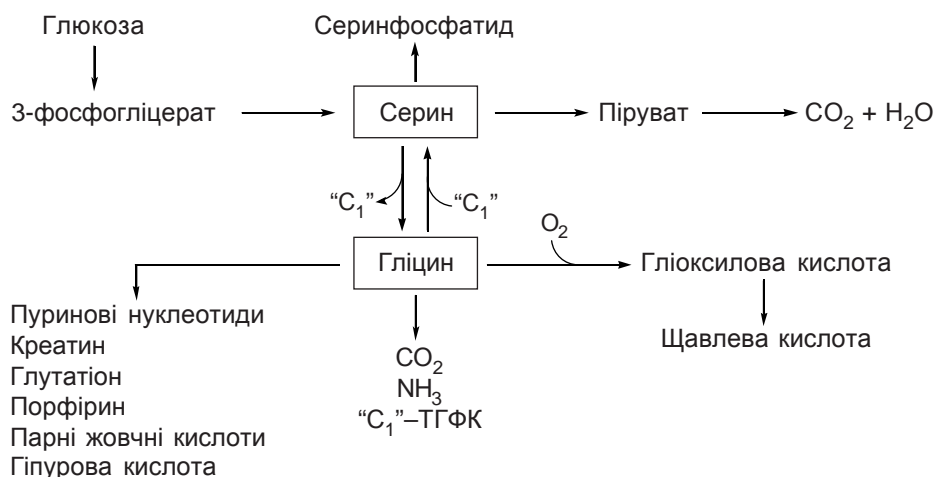 Глюкоза
Серинфосфатид
3-фосфогліцерат
Серин
Піруват
CO₂ + H₂O
“C₁”
“C₁”
O₂
Гліцин
Гліоксилова кислота
Щавлева кислота
Пуринові нуклеотиди
Креатин
Глутатіон
Порфірин
Парні жовчні кислоти
Гіпурова кислота
CO₂
NH₃
“C₁”–ТГФК